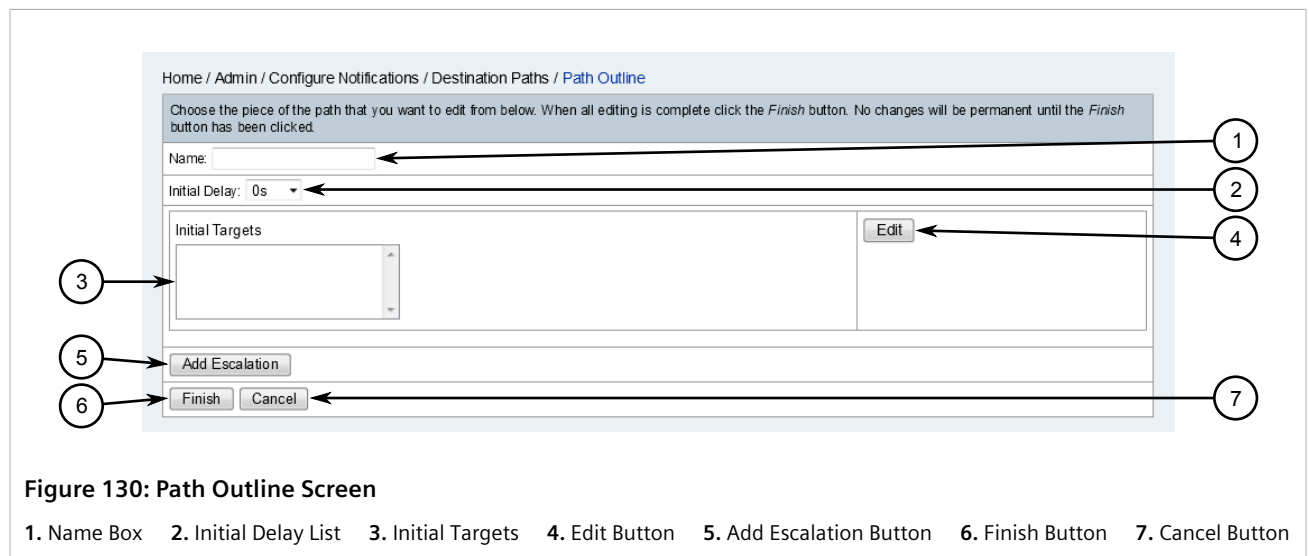 Home / Admin / Configure Notifications / Destination Paths / Path Outline
Choose the piece of the path that you want to edit from below. When all editing is complete click the Finish button. No changes will be permanent until the Finish
button has been clicked.
1
Name:
Initial Delay: 0s
2
Initial Targets
Edit
4
3
5
Add Escalation
6
Finish Cancel
7
Figure 130: Path Outline Screen
1. Name Box 2. Initial Delay List 3. Initial Targets 4. Edit Button 5. Add Escalation Button 6. Finish Button 7. Cancel Button